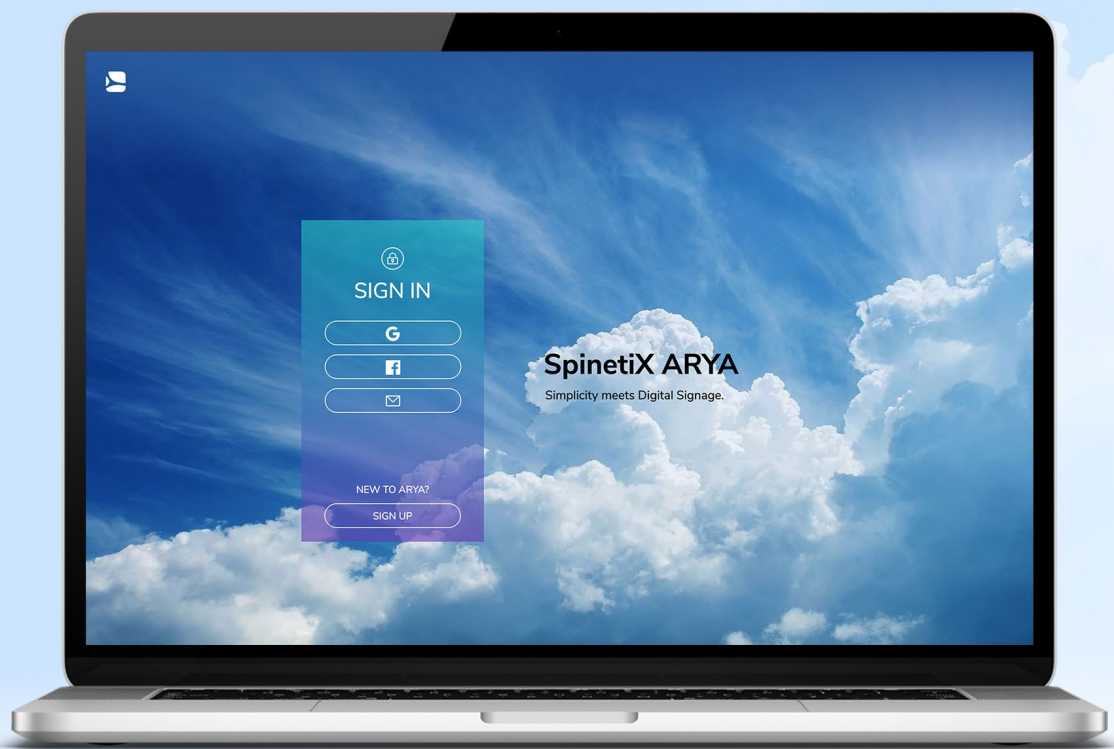 SIGN IN
SpinetiX ARYA
Simplicity meets Digital Signage.
NEW TO ARYA?
SIGN UP